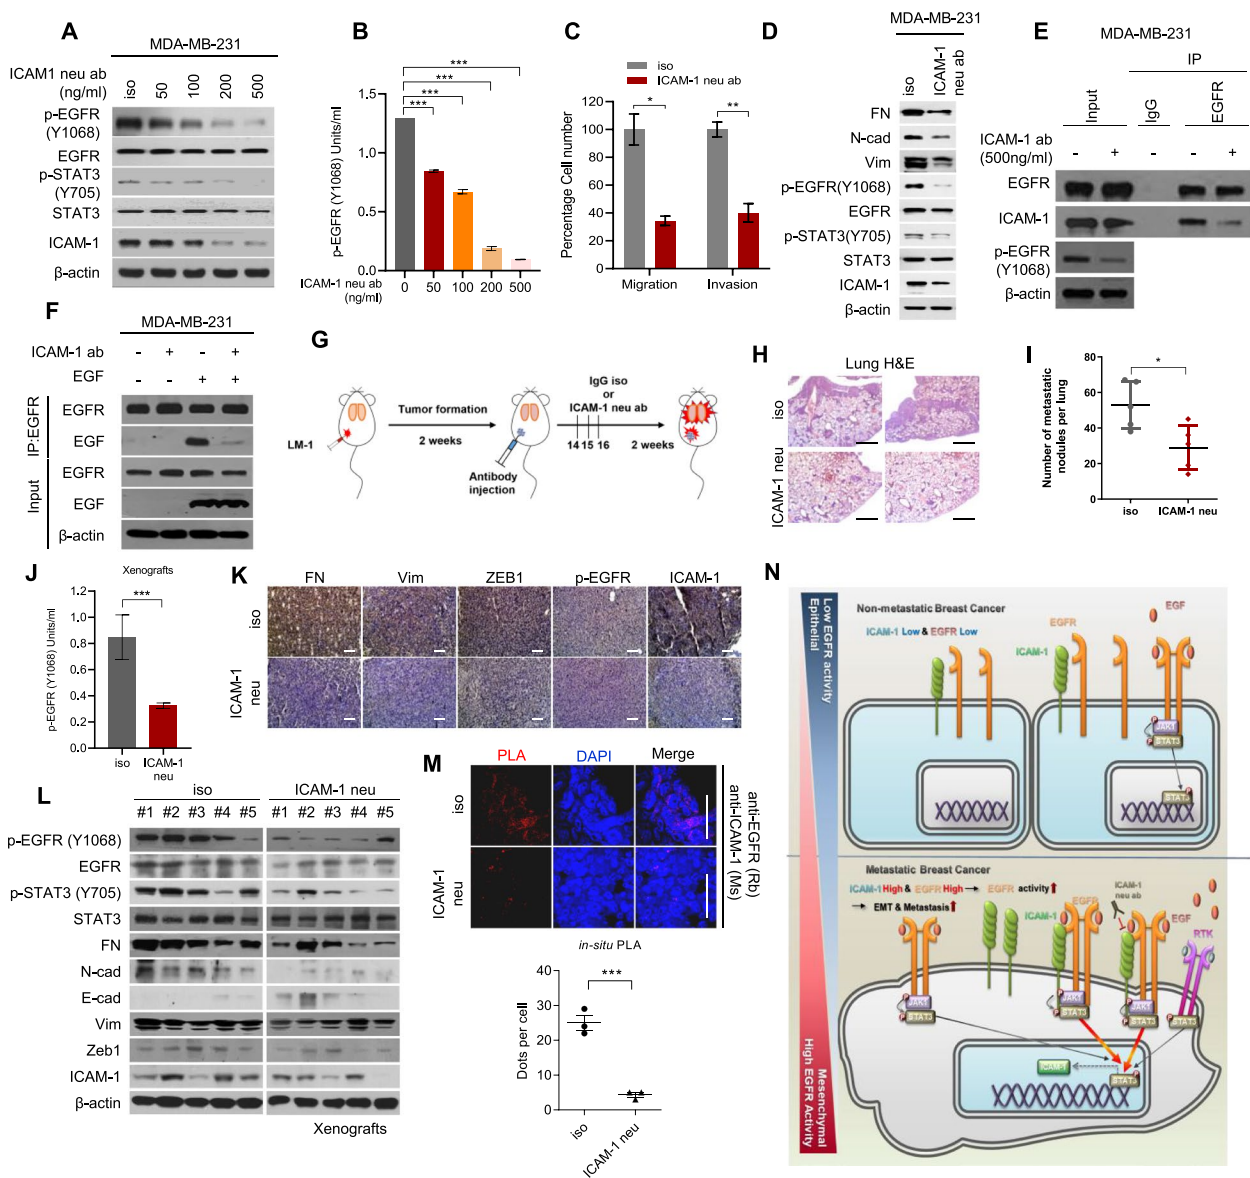 A
MDA-MB-231
ICAM1 neu ab
(ng/ml)
iso
50
100
200
500
p-EGFR
(Y1068)
EGFR
p-STAT3
(Y705)
STAT3
ICAM-1
β-actin
B
p-EGFR (Y1068) Units/ml
1.5
1.0
0.5
0.0
***
***
***
***
ICAM-1 neu ab
(ng/ml)
0 50 100 200 500
C
iso
ICAM-1 neu ab
Percentage Cell number
120
100
80
60
40
20
0
*
**
Migration
Invasion
D
MDA-MB-231
iso
ICAM-1
neu ab
FN
N-cad
Vim
p-EGFR(Y1068)
EGFR
p-STAT3(Y705)
STAT3
ICAM-1
β-actin
E
MDA-MB-231
IP
Input
IgG
EGFR
ICAM-1 ab
(500ng/ml)
- + - - +
EGFR
ICAM-1
p-EGFR
(Y1068)
β-actin
F
MDA-MB-231
ICAM-1 ab - + - +
EGF - - + +
IP:EGFR
EGFR
EGF
Input
EGFR
EGF
β-actin
G
LM-1
Tumor formation
2 weeks
Antibody
injection
IgG iso
or
ICAM-1 neu ab
14 15 16
2 weeks
H
Lung H&E
iso
ICAM-1 neu
I
Number of metastatic
nodules per lung
80
60
40
20
0
*
iso
ICAM-1 neu
J
Xenografts
p-EGFR (Y1068) Units/ml
1.2
1.0
0.8
0.6
0.4
0.2
0.0
***
iso
ICAM-1
neu
K
FN
Vim
ZEB1
p-EGFR
ICAM-1
iso
ICAM-1
neu
L
iso
ICAM-1 neu
#1 #2 #3 #4 #5 #1 #2 #3 #4 #5
p-EGFR (Y1068)
EGFR
p-STAT3 (Y705)
STAT3
FN
N-cad
E-cad
Vim
Zeb1
ICAM-1
β-actin
Xenografts
M
PLA
DAPI
Merge
iso
ICAM-1
neu
anti-EGFR (Rb)
anti-ICAM-1 (Ms)
in-situ PLA
Dots per cell
40
30
20
10
0
***
iso
ICAM-1 neu
N
Low EGFR activity
Epithelial
Mesenchymal
High EGFR Activity
Non-metastatic Breast Cancer
ICAM-1 Low & EGFR Low
ICAM-1
EGFR
EGF
P
JAK1
P
STAT3
STAT3
P
Metastatic Breast Cancer
ICAM-1 High & EGFR High → EGFR activity
→ EMT & Metastasis
ICAM-1
EGFR
ICAM-1
neu ab
EGF
RTK
P
JAK1
P
STAT3
P
JAK1
P
STAT3
P
JAK1
P
STAT3
P
STAT3
ICAM-1
STAT3
P